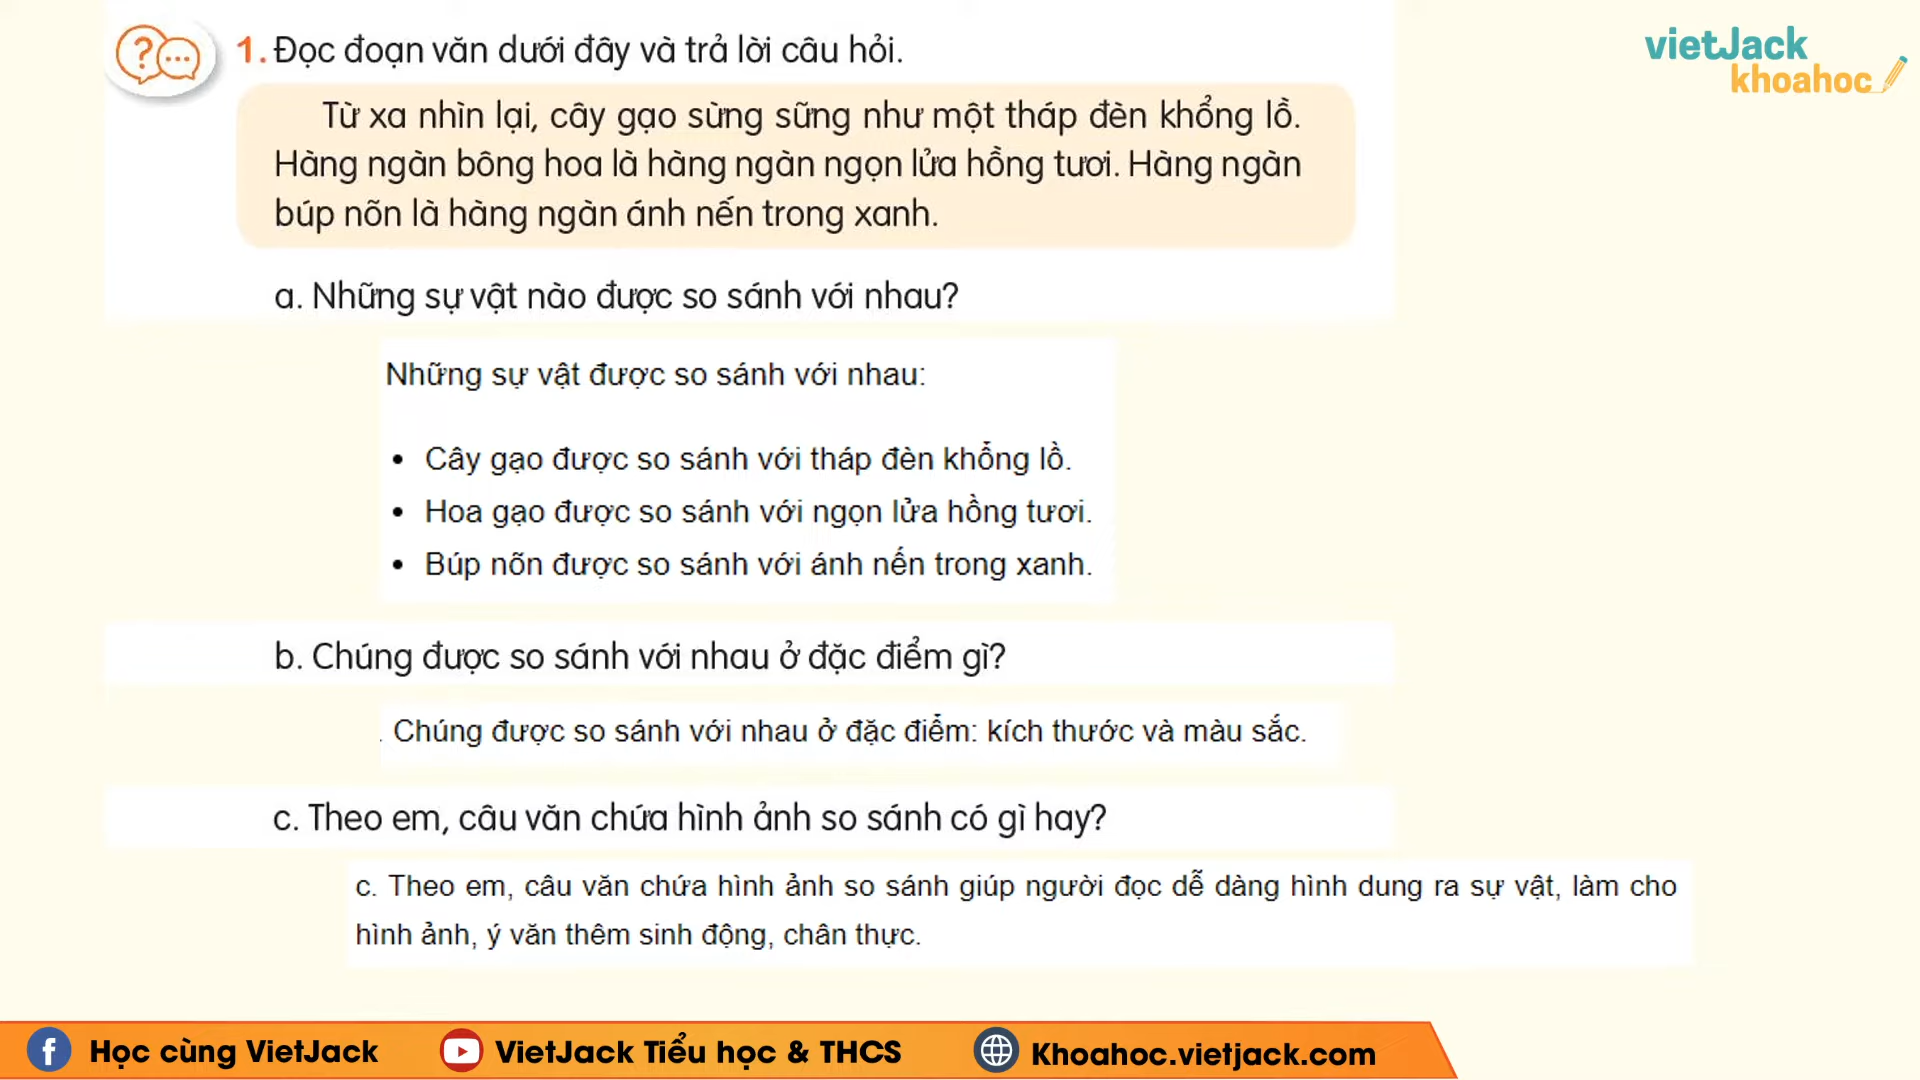 vietJack
khoahoc
1. Đọc đoạn văn dưới đây và trả lời câu hỏi.
Từ xa nhìn lại, cây gạo sừng sững như một tháp đèn khổng lồ.
Hàng ngàn bông hoa là hàng ngàn ngọn lửa hồng tươi. Hàng ngàn
búp nõn là hàng ngàn ánh nến trong xanh.
a. Những sự vật nào được so sánh với nhau?
Những sự vật được so sánh với nhau:
• Cây gạo được so sánh với tháp đèn khổng lồ.
• Hoa gạo được so sánh với ngọn lửa hồng tươi.
• Búp nõn được so sánh với ánh nến trong xanh.
b. Chúng được so sánh với nhau ở đặc điểm gì?
. Chúng được so sánh với nhau ở đặc điểm: kích thước và màu sắc.
c. Theo em, câu văn chứa hình ảnh so sánh có gì hay?
c. Theo em, câu văn chứa hình ảnh so sánh giúp người đọc dễ dàng hình dung ra sự vật, làm cho
hình ảnh, ý văn thêm sinh động, chân thực.
Học cùng VietJack
VietJack Tiểu học & THCS
Khoahoc.vietjack.com